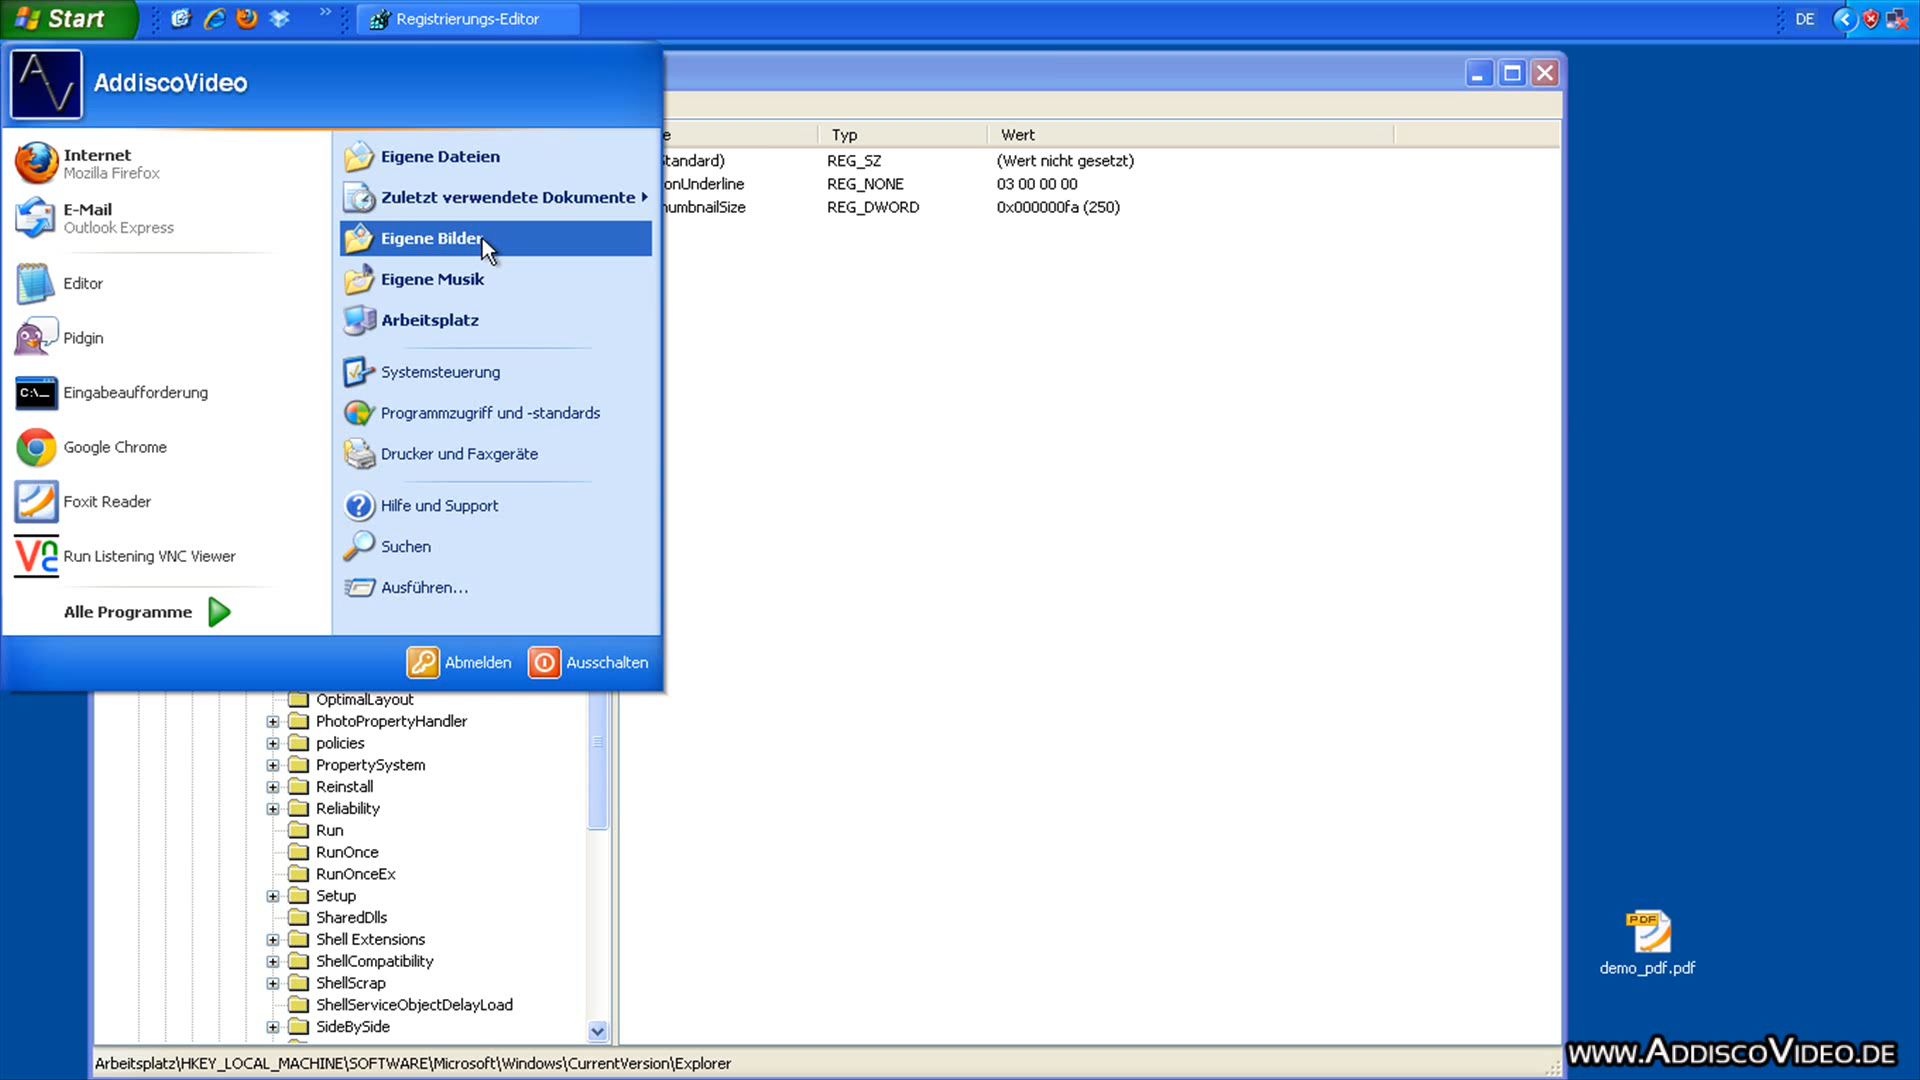 Start
Registrierungs-Editor
DE
AddiscoVideo
Internet
Mozilla Firefox
E-Mail
Outlook Express
Editor
Pidgin
Eingabeaufforderung
Google Chrome
Foxit Reader
Run Listening VNC Viewer
Alle Programme
Eigene Dateien
Zuletzt verwendete Dokumente
Eigene Bilder
Eigene Musik
Arbeitsplatz
Systemsteuerung
Programmzugriff und -standards
Drucker und Faxgeräte
Hilfe und Support
Suchen
Ausführen...
Abmelden
Ausschalten
Typ Wert
tandard) REG_SZ (Wert nicht gesetzt)
onUnderline REG_NONE 03 00 00 00
umbnailSize REG_DWORD 0x000000fa (250)
OptimalLayout
PhotoPropertyHandler
policies
PropertySystem
Reinstall
Reliability
Run
RunOnce
RunOnceEx
Setup
SharedDlls
Shell Extensions
ShellCompatibility
ShellScrap
ShellServiceObjectDelayLoad
SideBySide
Arbeitsplatz\HKEY_LOCAL_MACHINE\SOFTWARE\Microsoft\Windows\CurrentVersion\Explorer
demo_pdf.pdf
www.AddiscoVideo.de